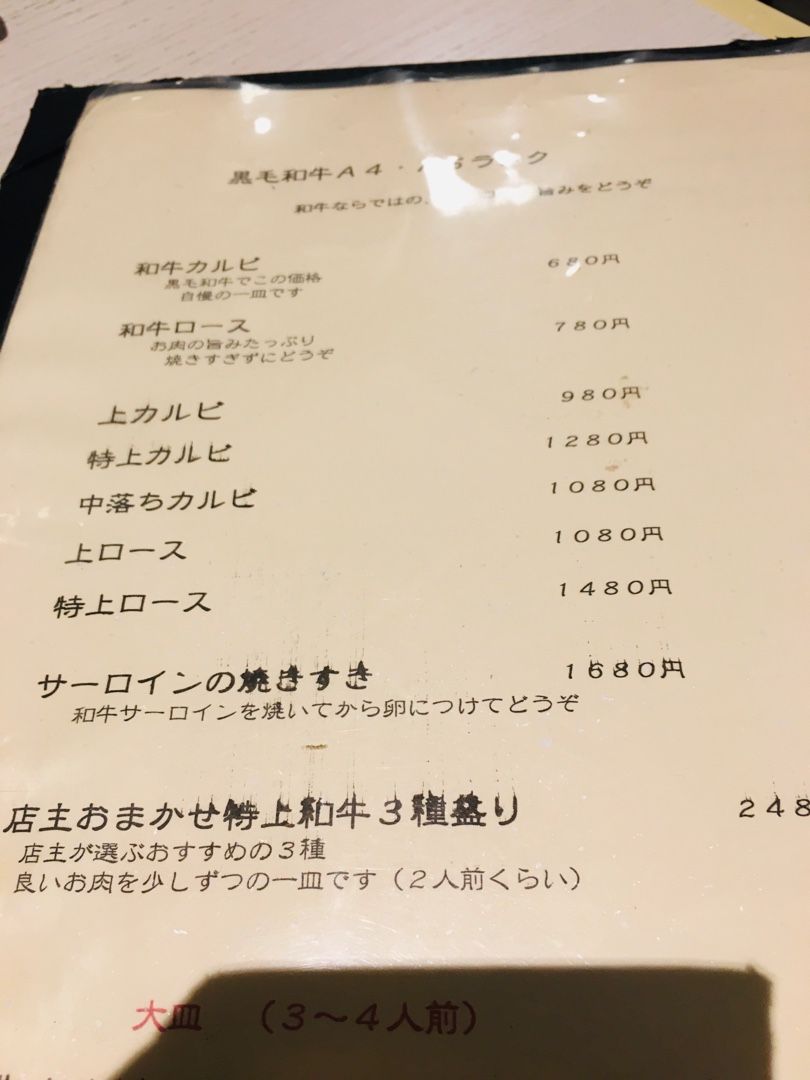 黒毛和牛A4・A5ランク
和牛ならではの、 旨みをどうぞ
和牛カルビ 680円
黒毛和牛でこの価格
自慢の一皿です
和牛ロース 780円
お肉の旨みたっぷり
焼きすぎずにどうぞ
上カルビ 980円
特上カルビ 1280円
中落ちカルビ 1080円
上ロース 1080円
特上ロース 1480円
サーロインの焼きすき 1680円
和牛サーロインを焼いてから卵につけてどうぞ
店主おまかせ特上和牛3種盛り 248
店主が選ぶおすすめの3種
良いお肉を少しずつの一皿です(2人前くらい)
大皿 (3〜4人前)